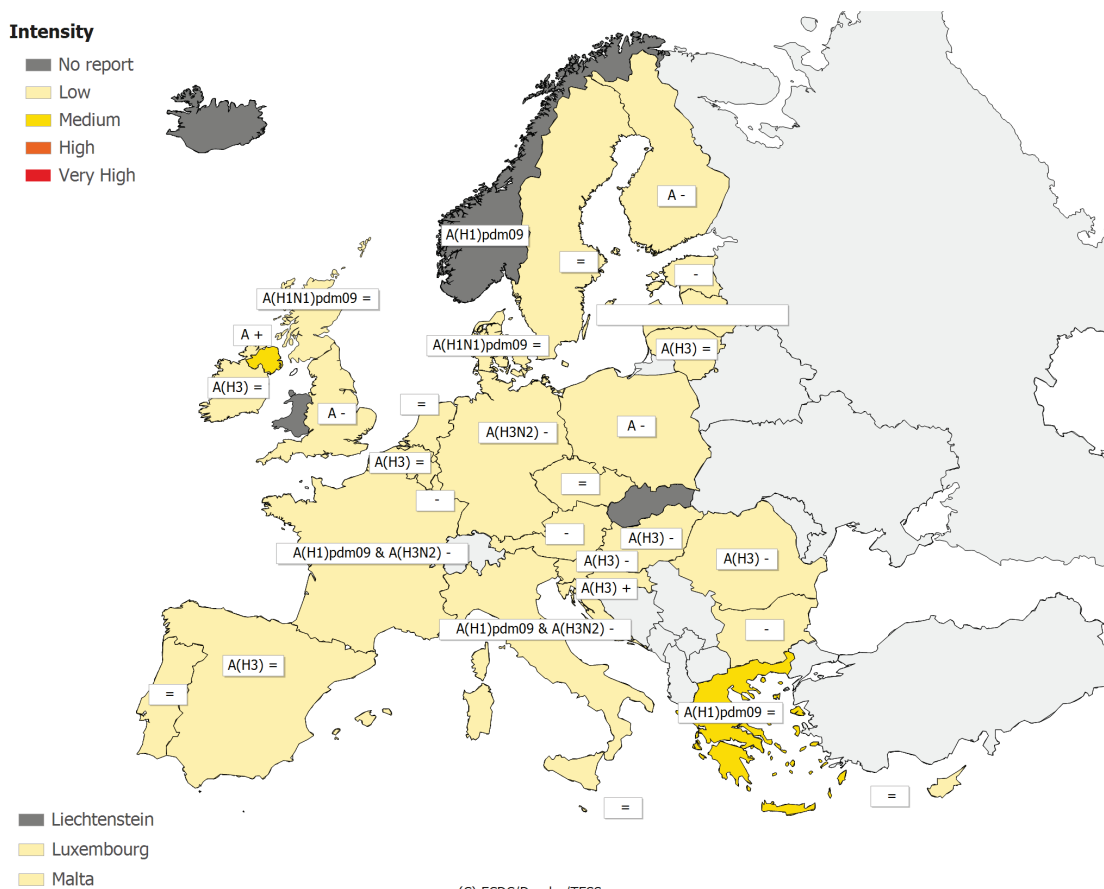 Intensity
No report
Low
Medium
High
Very High
A -
A(H1)pdm09
=
-
A(H1N1)pdm09 =
A +
A(H1N1)pdm09 =
A(H3) =
A(H3) =
=
A -
A -
A(H3N2) -
A(H3) =
=
-
-
A(H3) -
A(H1)pdm09 & A(H3N2) -
A(H3) -
A(H3) -
A(H3) +
A(H1)pdm09 & A(H3N2) -
-
A(H3) =
=
A(H1)pdm09 =
=
=
Liechtenstein
Luxembourg
Malta